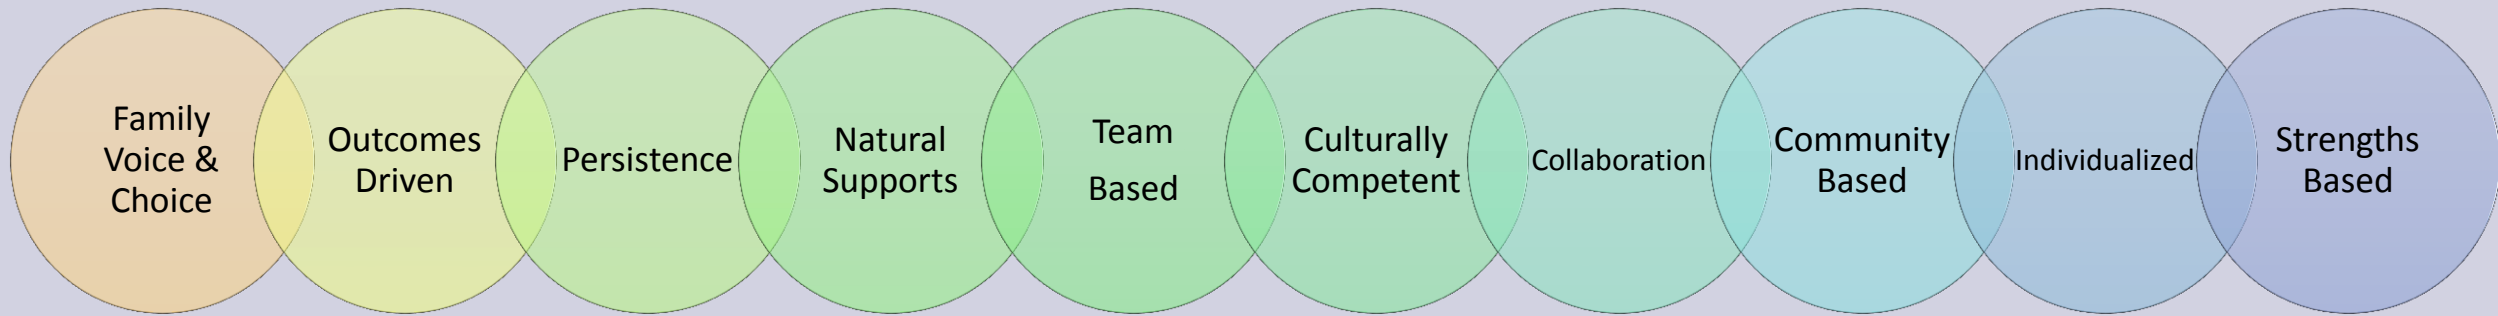 Family
Voice &
Choice
Outcomes
Driven
Persistence
Natural
Supports
Team
Based
Culturally
Competent
Collaboration
Community
Based
Individualized
Strengths
Based